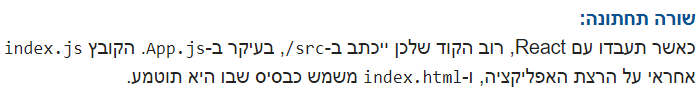 שורה תחתונה:
כאשר תעבדו עם React, רוב הקוד שלכן ייכתב ב-src/, בעיקר ב-App.js. הקובץ index.js
אחראי על הרצת האפליקציה, ו-index.html משמש כבסיס שבו היא תוטמע.